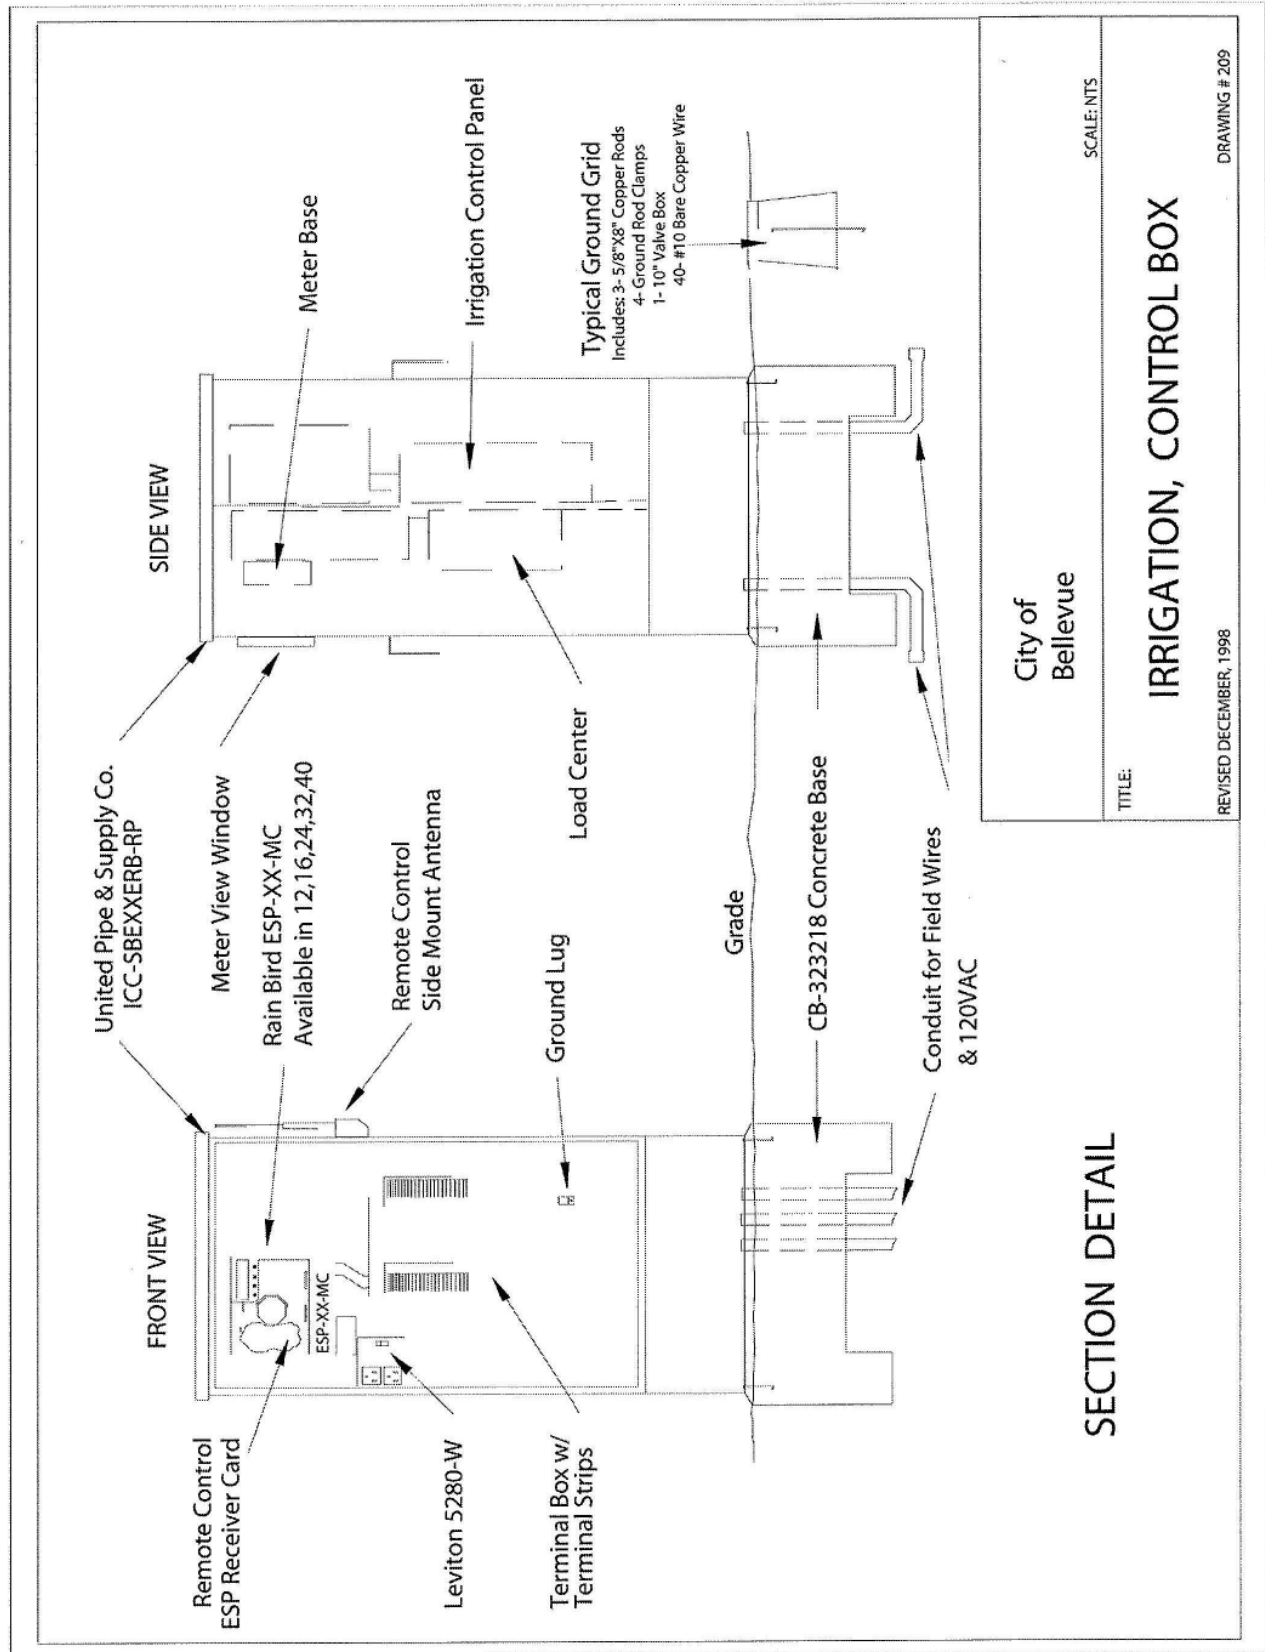 United Pipe & Supply Co.
ICC-SBEXXERB-RP
FRONT VIEW
SIDE VIEW
Remote Control
ESP Receiver Card
Meter View Window
Rain Bird ESP-XX-MC
Available in 12,16,24,32,40
Meter Base
ESP-XX-MC
Remote Control
Side Mount Antenna
Irrigation Control Panel
Leviton 5280-W
Ground Lug
Load Center
Terminal Box w/
Terminal Strips
Typical Ground Grid
Includes: 3- 5/8"X8" Copper Rods
4- Ground Rod Clamps
1- 10" Valve Box
40- #10 Bare Copper Wire
Grade
CB-323218 Concrete Base
Conduit for Field Wires
& 120VAC
SECTION DETAIL
City of
Bellevue
SCALE: NTS
TITLE:
IRRIGATION, CONTROL BOX
REVISED DECEMBER, 1998
DRAWING # 209